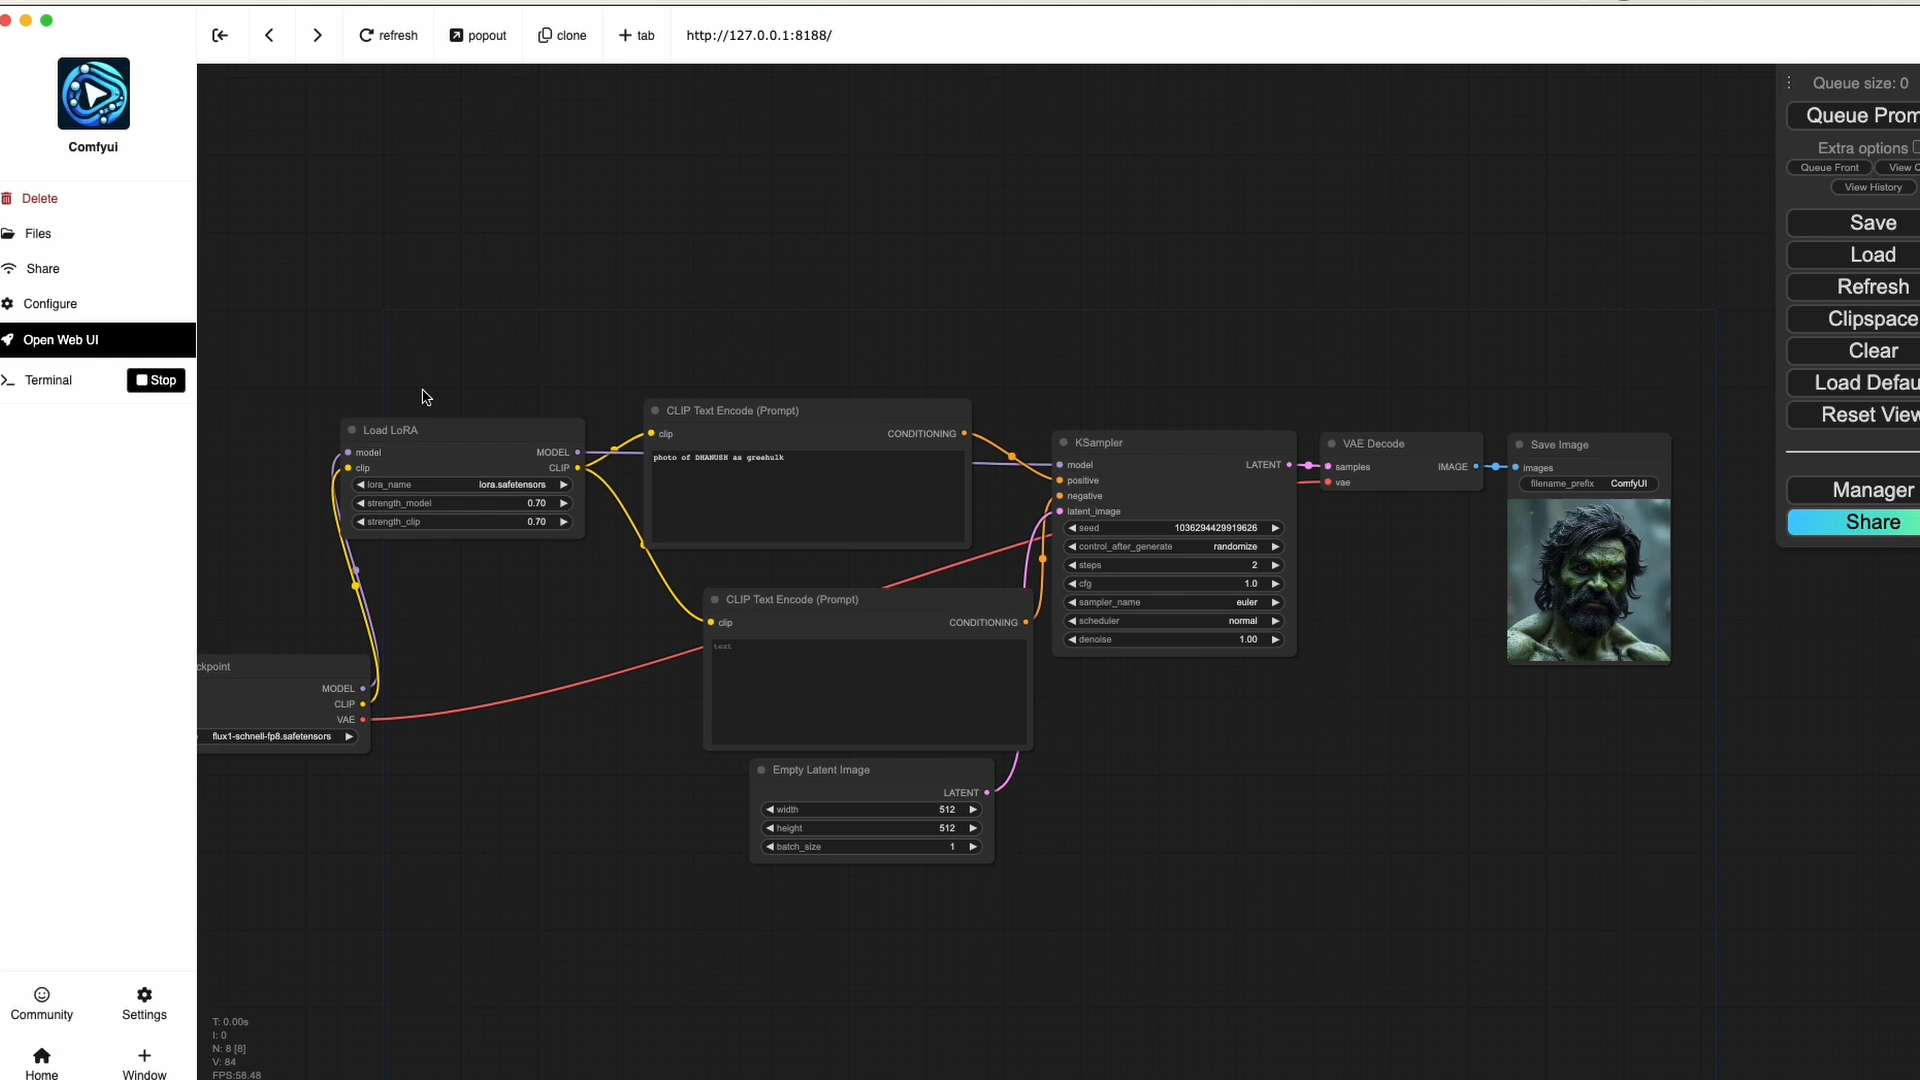 refresh
popout
clone
tab
http://127.0.0.1:8188/
Comfyui
Delete
Files
Share
Configure
Open Web UI
Terminal
Stop
Community
Settings
Home
Window
Load LoRA
model
MODEL
clip
CLIP
lora_name
lora.safetensors
strength_model
0.70
strength_clip
0.70
ckpoint
MODEL
CLIP
VAE
flux1-schnell-fp8.safetensors
CLIP Text Encode (Prompt)
clip
CONDITIONING
photo of DHANUSH as greehulk
CLIP Text Encode (Prompt)
clip
CONDITIONING
text
Empty Latent Image
LATENT
width
512
height
512
batch_size
1
KSampler
model
LATENT
positive
negative
latent_image
seed
1036294429919626
control_after_generate
randomize
steps
2
cfg
1.0
sampler_name
euler
scheduler
normal
denoise
1.00
VAE Decode
samples
IMAGE
vae
Save Image
images
filename_prefix
ComfyUI
Queue size: 0
Queue Prom
Extra options
Queue Front
View
View History
Save
Load
Refresh
Clipspace
Clear
Load Defau
Reset View
Manager
Share
T: 0.00s
I: 0
N: 8 [8]
V: 84
FPS:58.48